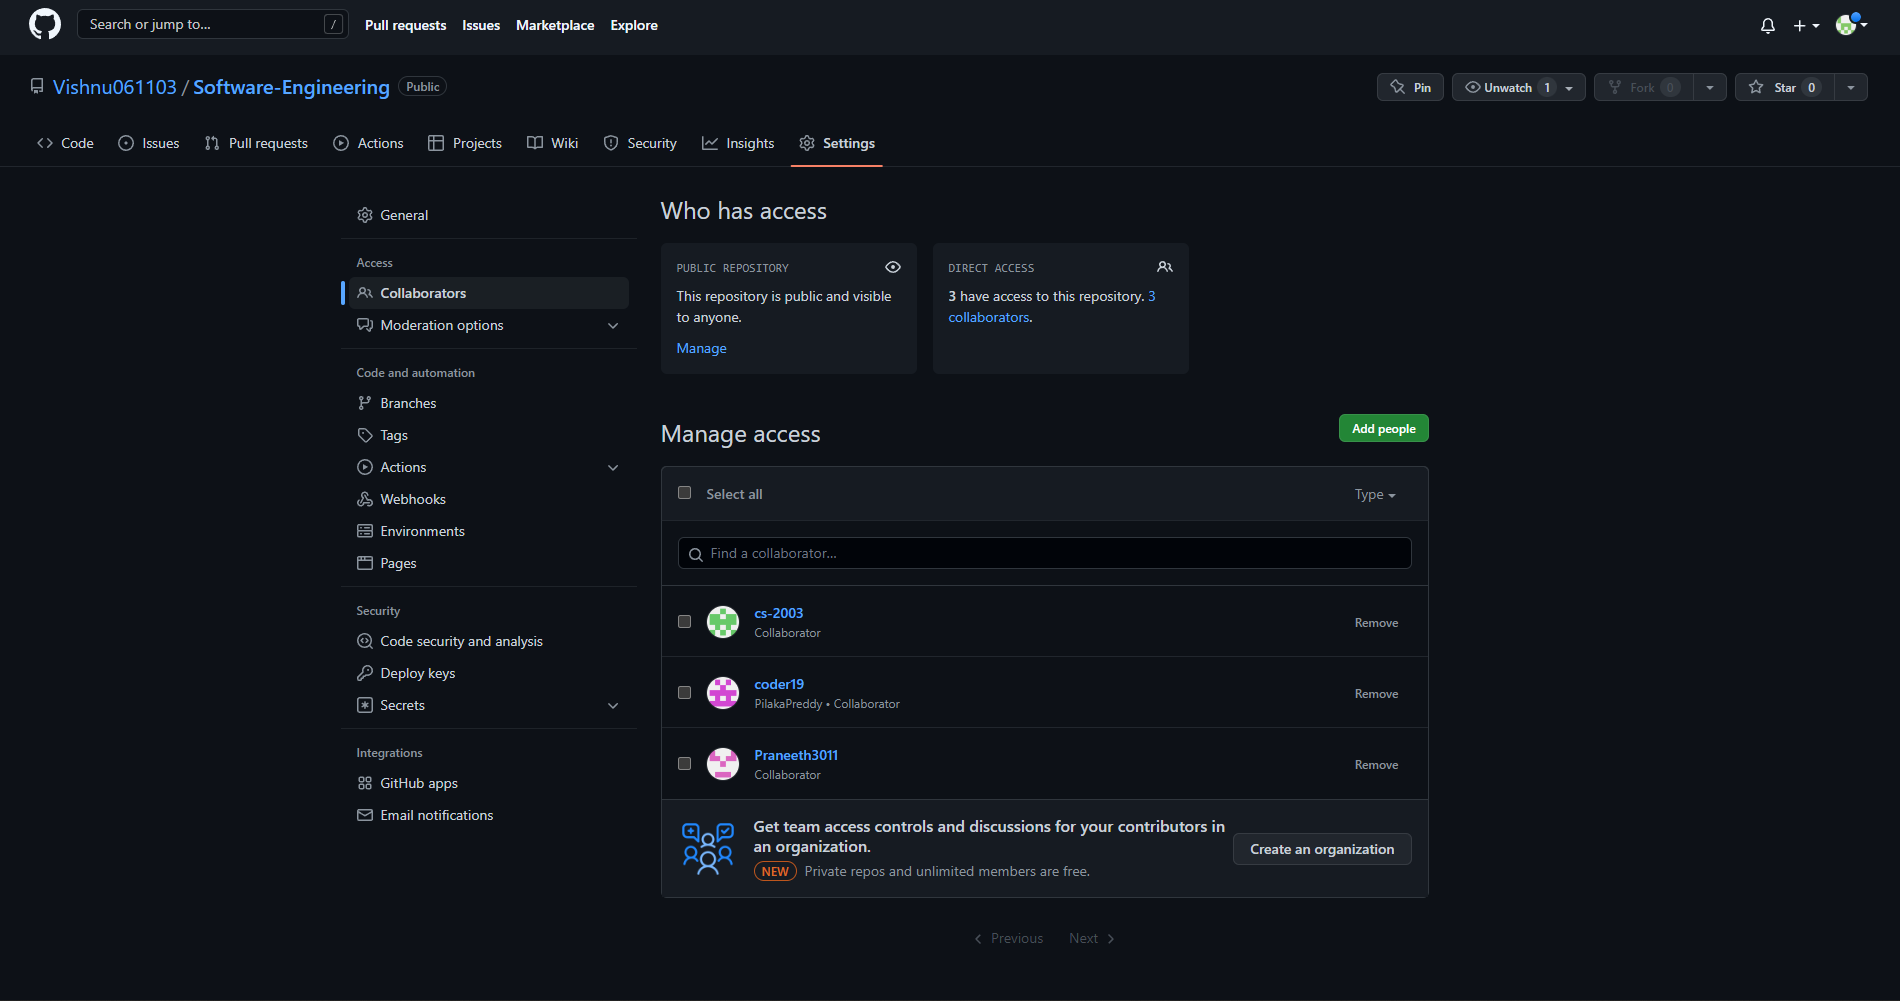 Search or jump to... /
Pull requests Issues Marketplace Explore
Vishnu061103 / Software-Engineering Public
Pin Unwatch 1 Fork 0 Star 0
Code Issues Pull requests Actions Projects Wiki Security Insights Settings
General
Access
Collaborators
Moderation options
Code and automation
Branches
Tags
Actions
Webhooks
Environments
Pages
Security
Code security and analysis
Deploy keys
Secrets
Integrations
GitHub apps
Email notifications
Who has access
PUBLIC REPOSITORY
This repository is public and visible
to anyone.
Manage
DIRECT ACCESS
3 have access to this repository. 3
collaborators.
Manage access
Add people
Select all Type
Find a collaborator...
cs-2003
Collaborator
Remove
coder19
PilakaPreddy • Collaborator
Remove
Praneeth3011
Collaborator
Remove
Get team access controls and discussions for your contributors in
an organization.
NEW Private repos and unlimited members are free.
Create an organization
Previous Next